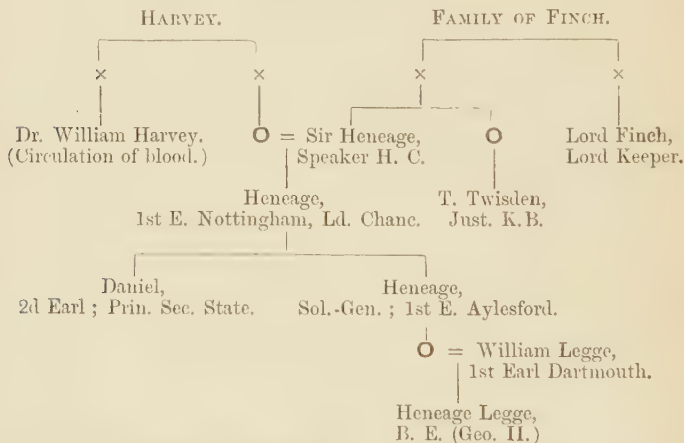 HARVEY. FAMILY OF FINCH.
× × × ×
Dr. William Harvey. O = Sir Heneage, O Lord Finch,
(Circulation of blood.) Speaker H. C. Lord Keeper.
Heneage, T. Twisden,
1st E. Nottingham, Ld. Chanc. Just. K. B.
Daniel, Heneage,
2d Earl ; Prin. Sec. State. Sol.-Gen. ; 1st E. Aylesford.
O = William Legge,
1st Earl Dartmouth.
Heneage Legge,
B. E. (Geo. II.)